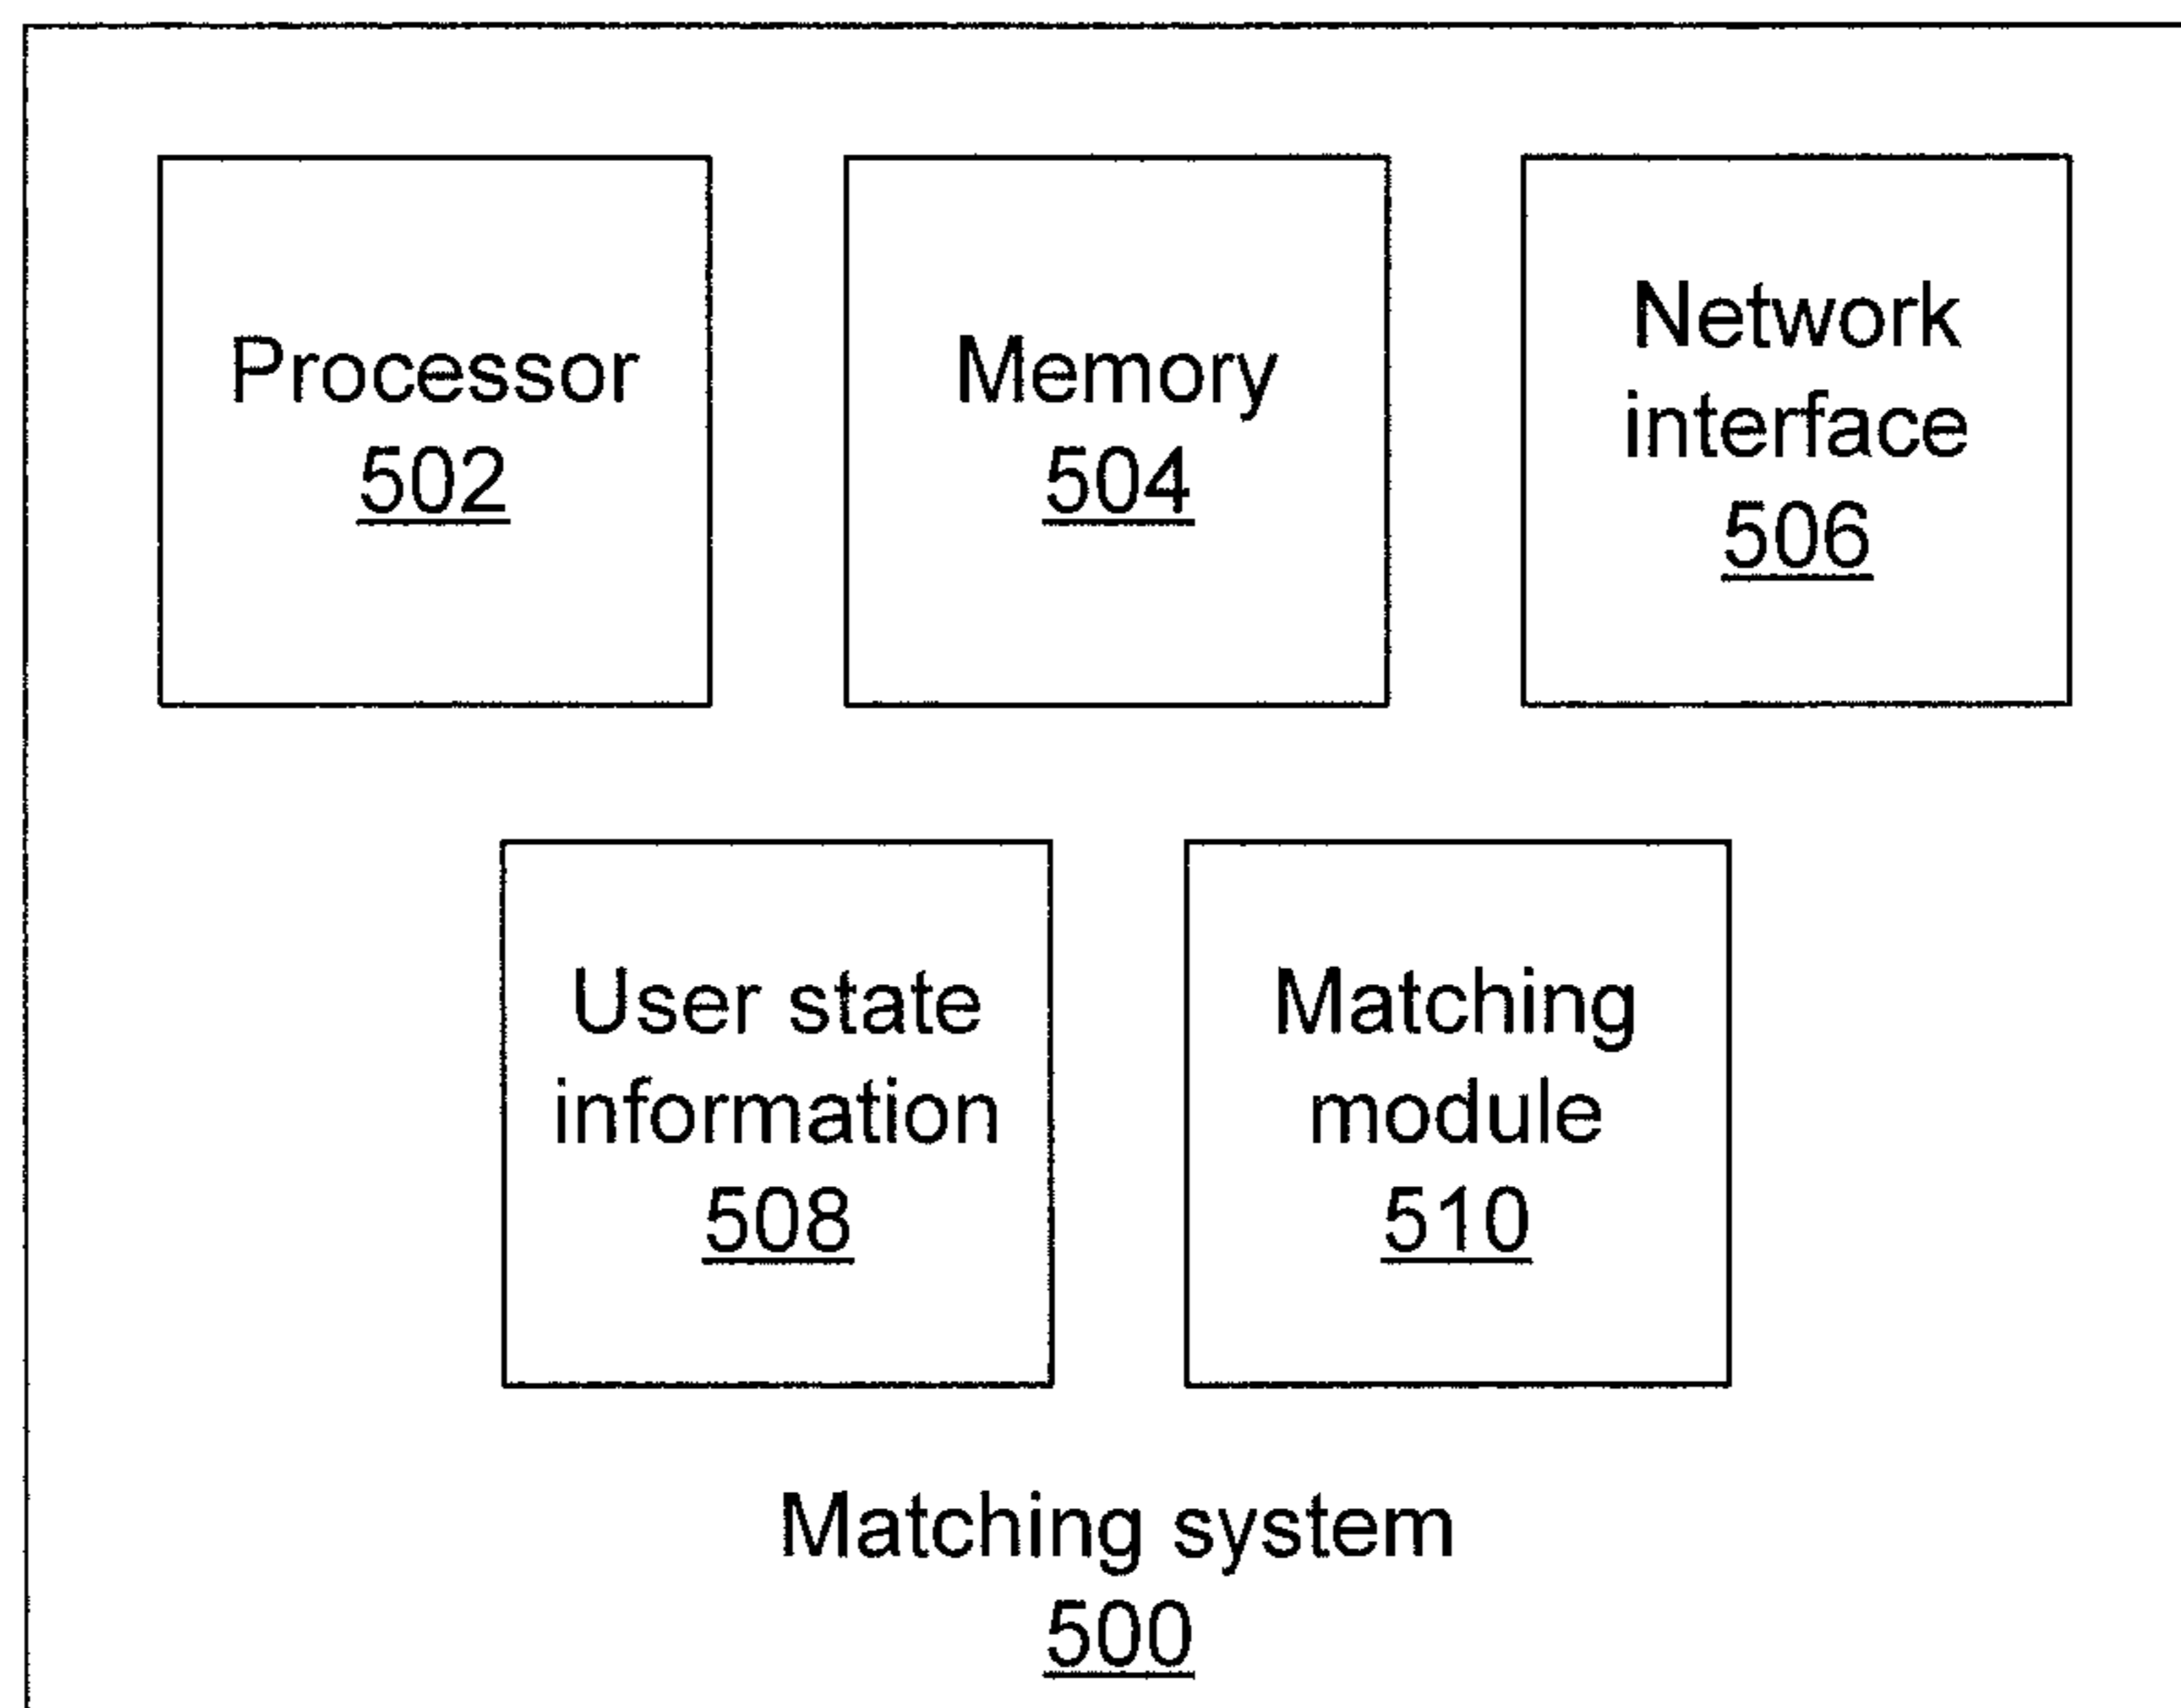 Processor
502
Memory
504
Network
interface
506
User state
information
508
Matching
module
510
Matching system
500